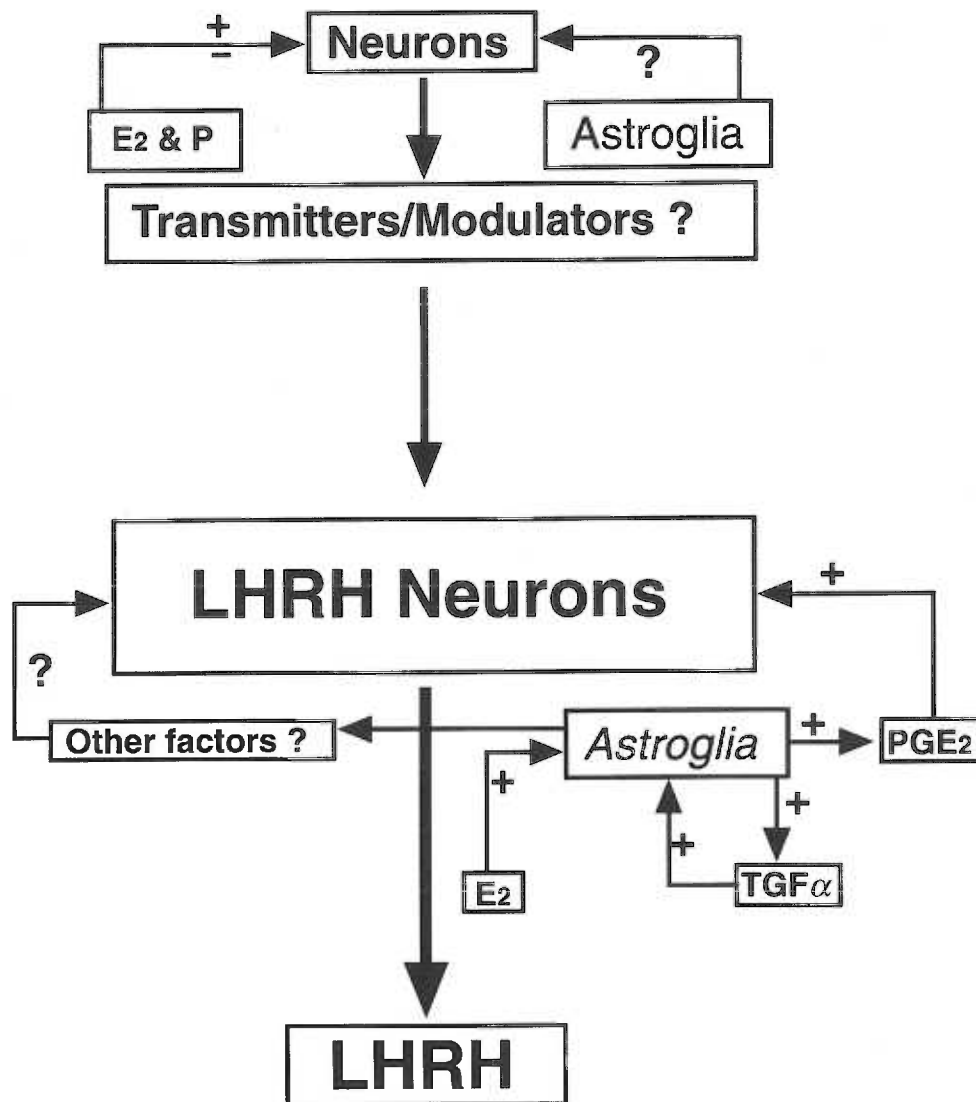 +
−
Neurons
?
E2 & P
Astroglia
Transmitters/Modulators ?
LHRH Neurons
+
?
Other factors ?
Astroglia
+
PGE2
+
+
+
E2
TGFα
LHRH